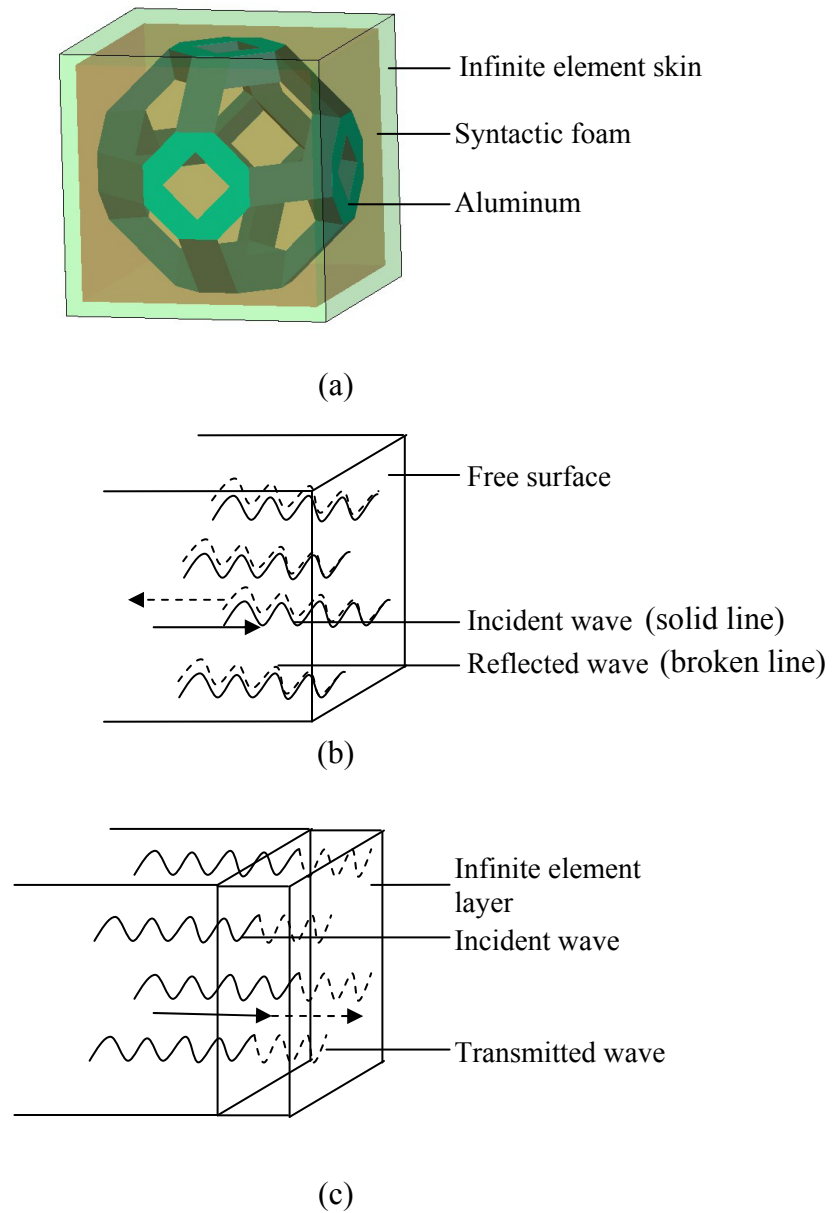 Infinite element skin
Syntactic foam
Aluminum
(a)
Free surface
Incident wave (solid line)
Reflected wave (broken line)
(b)
Infinite element
layer
Incident wave
Transmitted wave
(c)